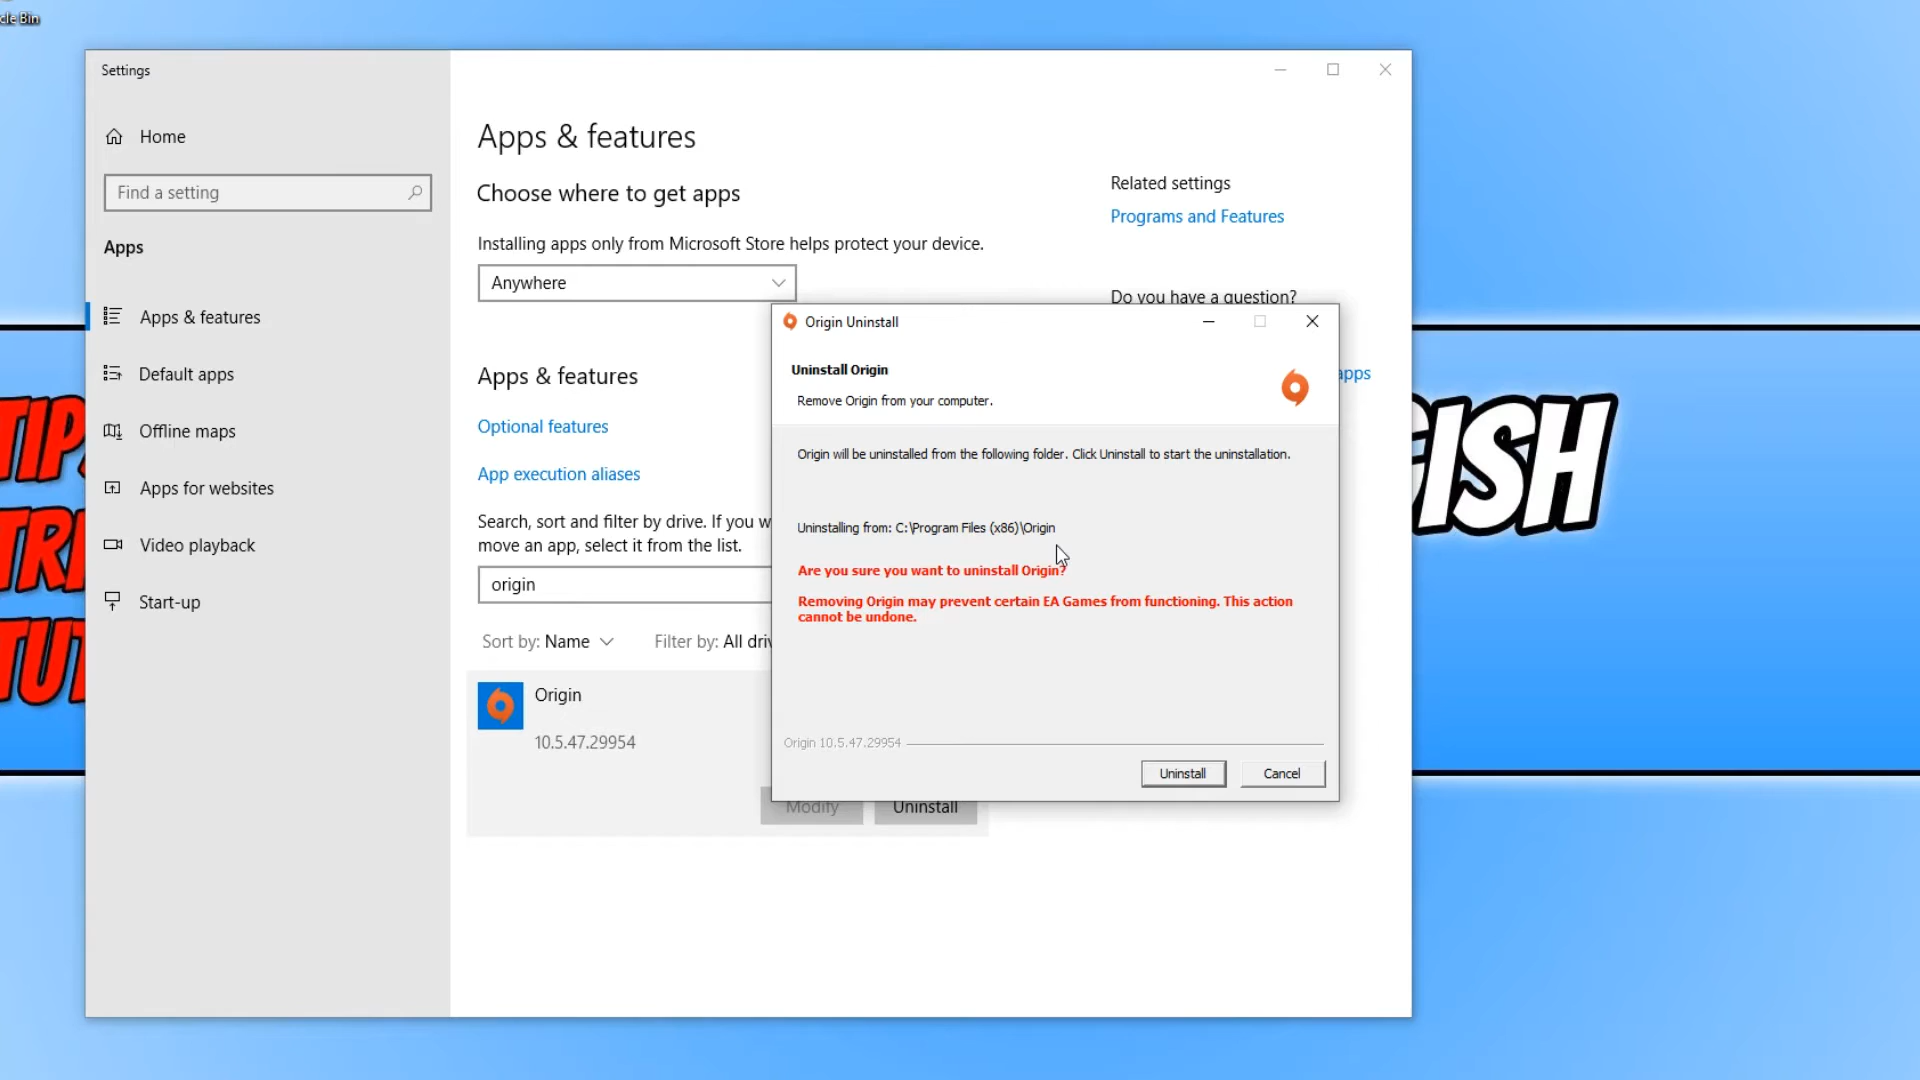 cle Bin
Settings
Home
Find a setting
Apps
Apps & features
Default apps
Offline maps
Apps for websites
Video playback
Start-up
Apps & features
Choose where to get apps
Installing apps only from Microsoft Store helps protect your device.
Anywhere
Apps & features
Optional features
App execution aliases
Search, sort and filter by drive. If you w
move an app, select it from the list.
origin
Sort by: Name
Filter by: All driv
Origin
10.5.47.29954
Modify
Uninstall
Related settings
Programs and Features
Do you have a question?
apps
Origin Uninstall
Uninstall Origin
Remove Origin from your computer.
Origin will be uninstalled from the following folder. Click Uninstall to start the uninstallation.
Uninstalling from: C:\Program Files (x86)\Origin
Are you sure you want to uninstall Origin?
Removing Origin may prevent certain EA Games from functioning. This action
cannot be undone.
Origin 10.5.47.29954
Uninstall
Cancel
TIPS
TRI
TUT
GISH